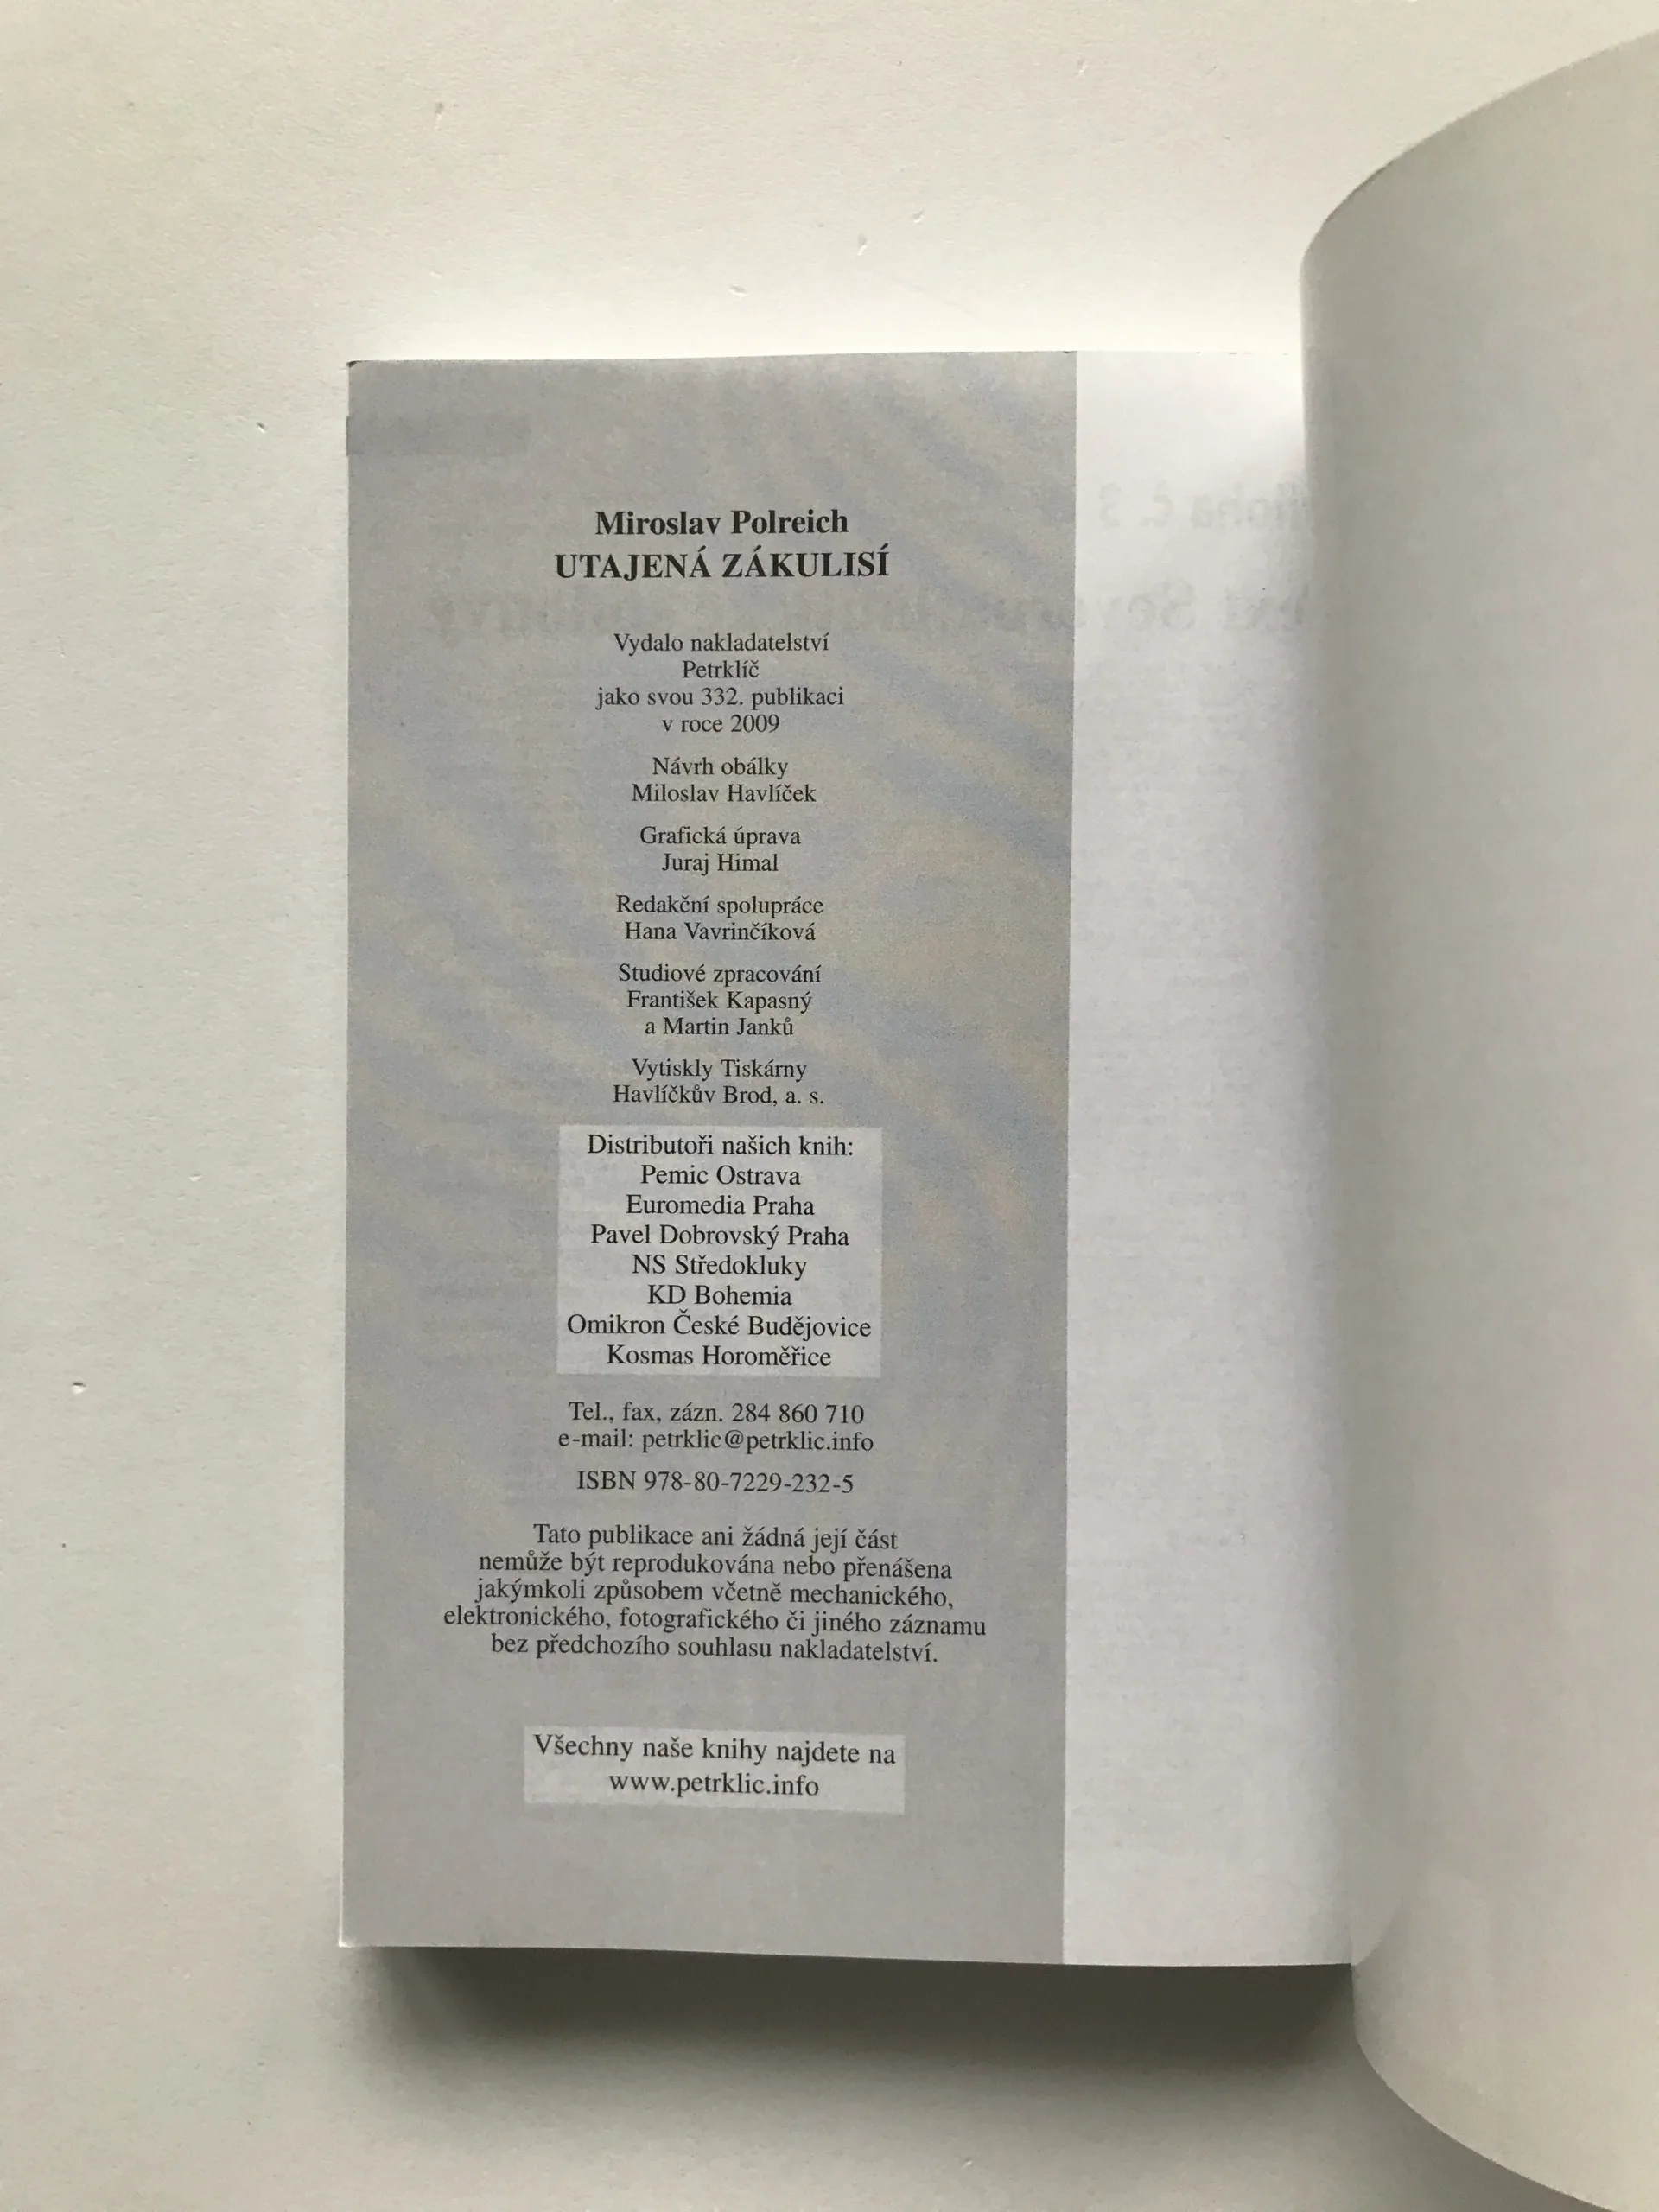 Miroslav Polreich
UTAJENÁ ZÁKULISÍ
Vydalo nakladatelství
Petrklíč
jako svou 332. publikaci
v roce 2009
Návrh obálky
Miloslav Havlíček
Grafická úprava
Juraj Himal
Redakční spolupráce
Hana Vavrinčíková
Studiové zpracování
František Kapasný
a Martin Janků
Vytiskly Tiskárny
Havlíčkův Brod, a. s.
Distributoři našich knih:
Pemic Ostrava
Euromedia Praha
Pavel Dobrovský Praha
NS Středokluky
KD Bohemia
Omikron České Budějovice
Kosmas Horoměřice
Tel., fax, zázn. 284 860 710
e-mail: petrklic@petrklic.info
ISBN 978-80-7229-232-5
Tato publikace ani žádná její část
nemůže být reprodukována nebo přenášena
jakýmkoli způsobem včetně mechanického,
elektronického, fotografického či jiného záznamu
bez předchozího souhlasu nakladatelství.
Všechny naše knihy najdete na
www.petrklic.info